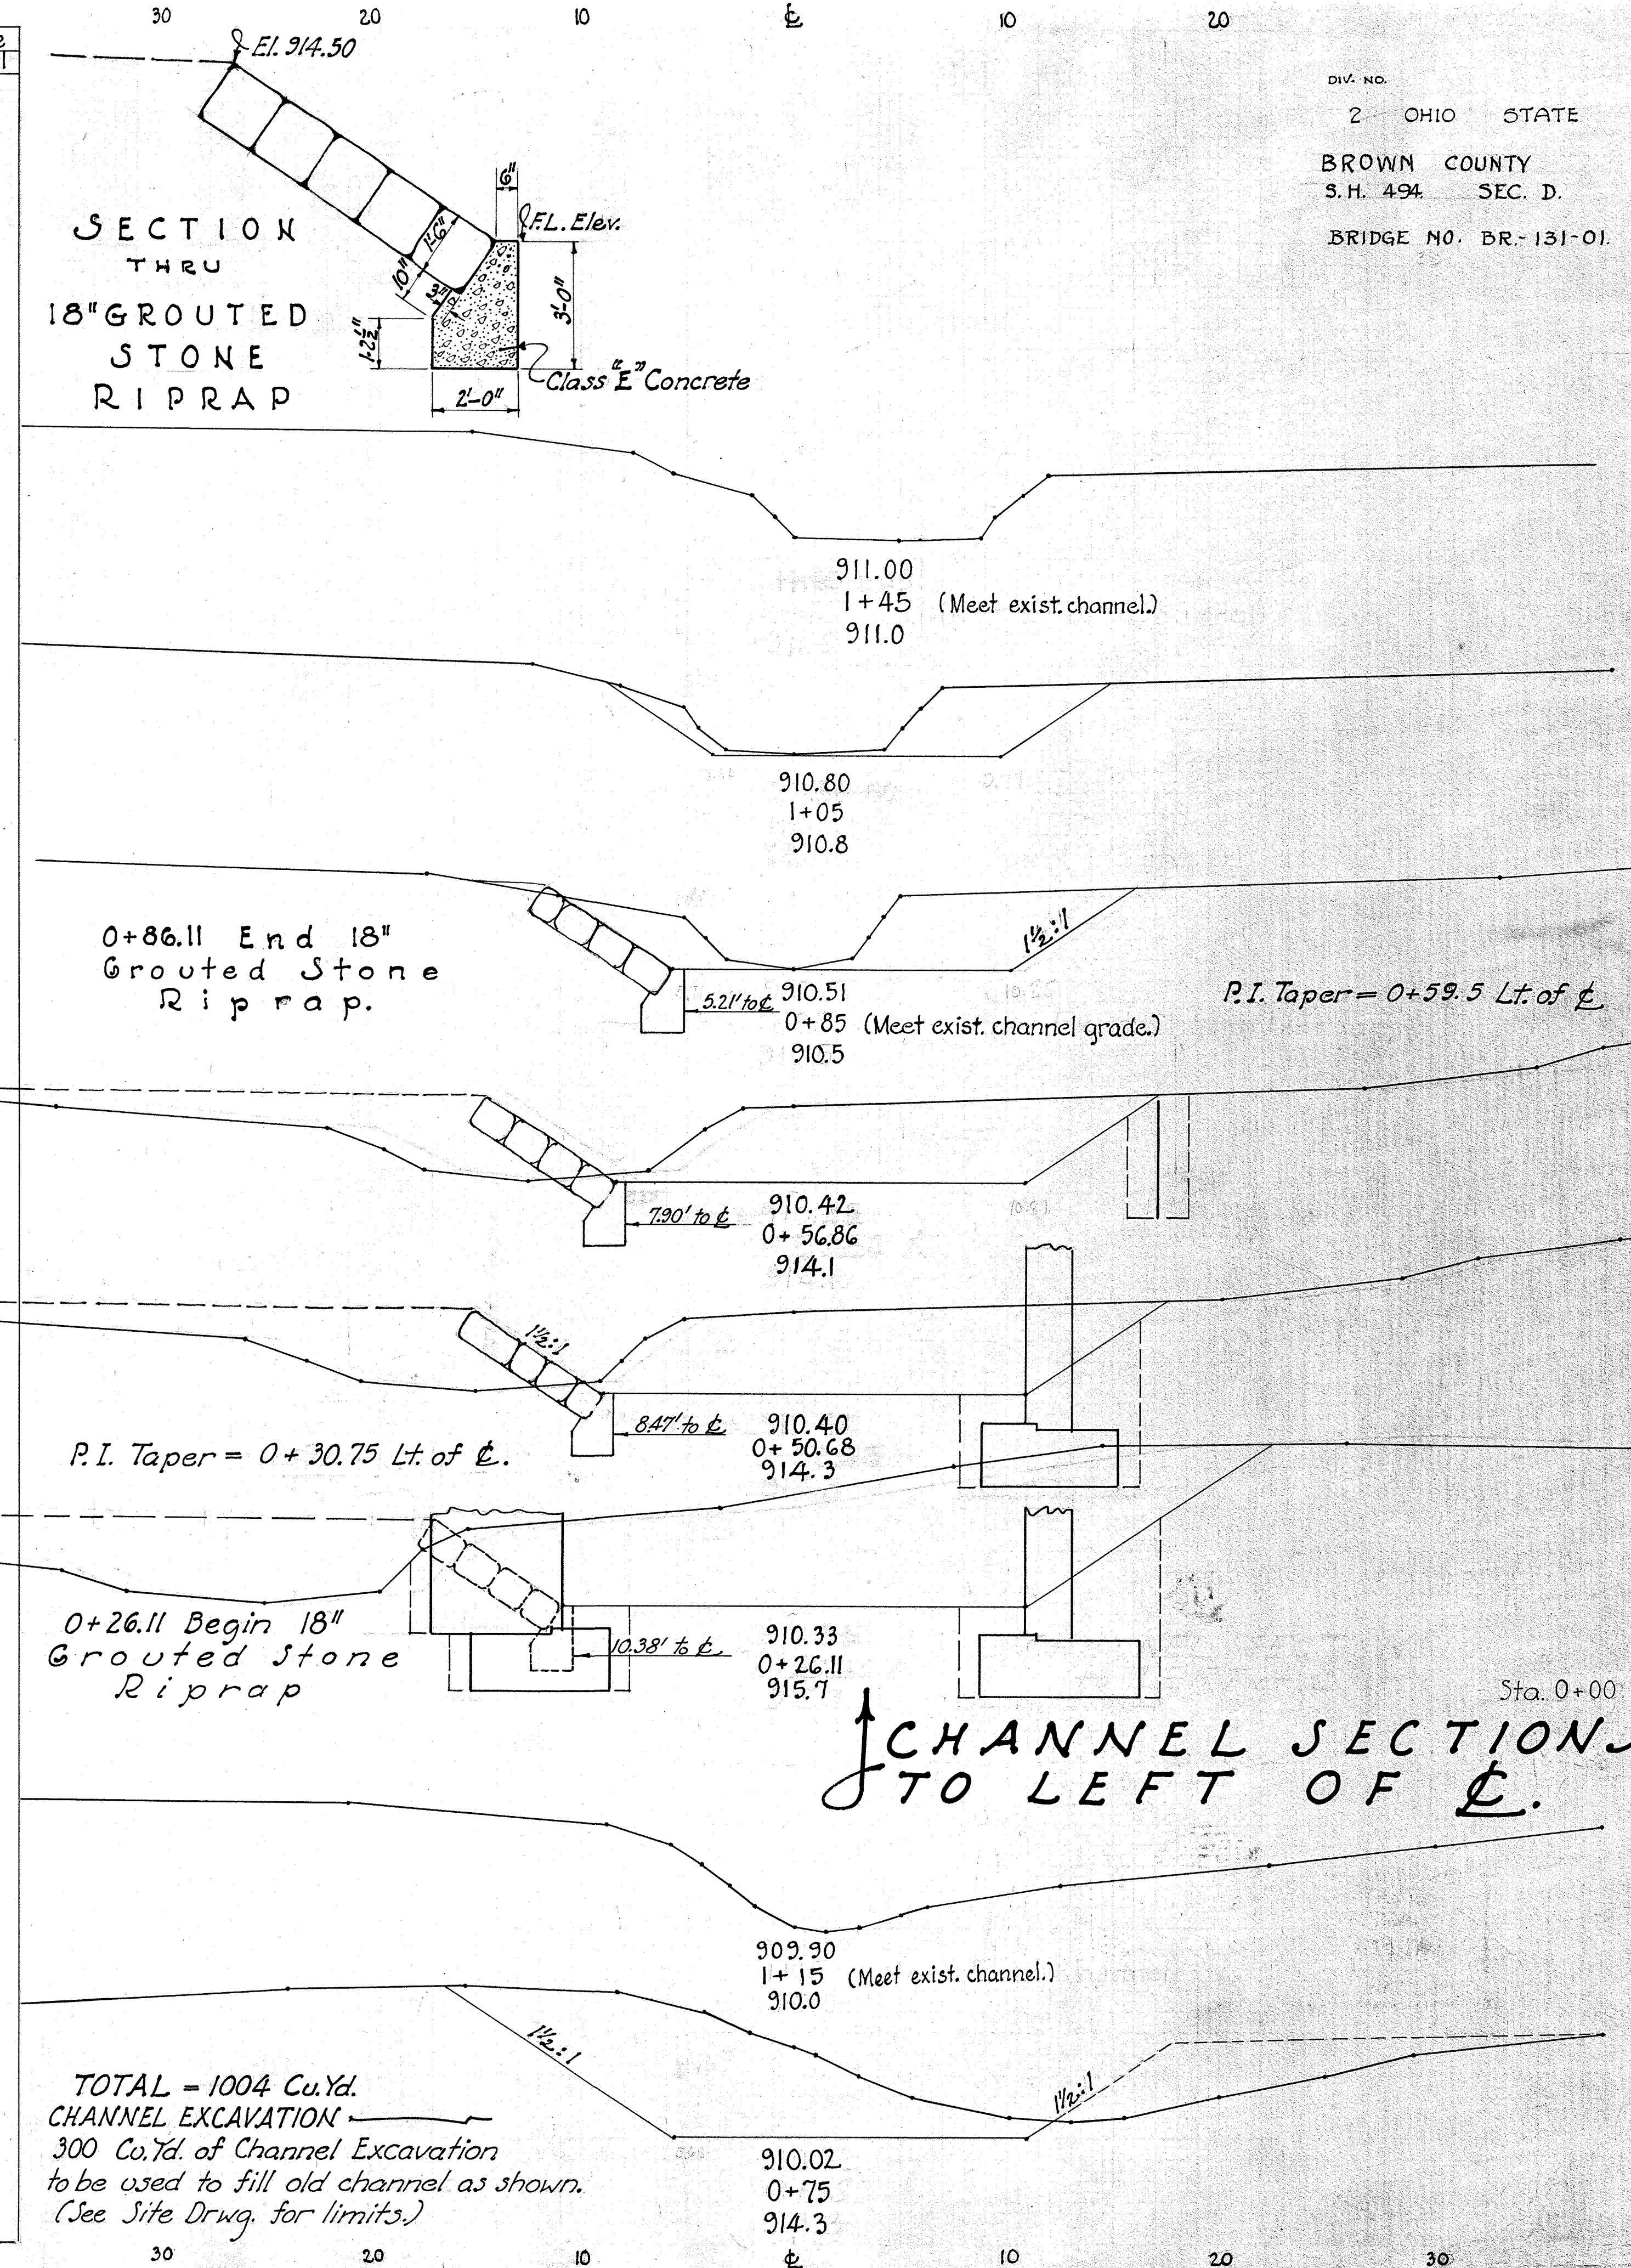 30 20 10 ℄ 10 20
El. 914.50
DIV. NO.
2 OHIO STATE
BROWN COUNTY
S.H. 494 SEC. D.
BRIDGE NO. BR.-131-01.
SECTION
THRU
18" GROUTED
STONE
RIPRAP
6"
F.L. Elev.
1'-6"
10"
3"
3'-0"
1'-2½"
2'-0"
Class "E" Concrete
911.00
1+45 (Meet exist. channel.)
911.0
910.80
1+05
910.8
0+86.11 End 18"
Grouted Stone
Riprap.
1½:1
5.21' to ℄
910.51
0+85 (Meet exist. channel grade.)
910.5
P.I. Taper = 0+59.5 Lt. of ℄
7.90' to ℄
910.42
0+56.86
914.1
1½:1
8.47' to ℄
910.40
0+50.68
914.3
P.I. Taper = 0+30.75 Lt. of ℄.
0+26.11 Begin 18"
Grouted Stone
Riprap
10.38' to ℄
910.33
0+26.11
915.7
Sta. 0+00
CHANNEL SECTIONS
TO LEFT OF ℄.
909.90
1+15 (Meet exist. channel.)
910.0
1½:1
1½:1
TOTAL = 1004 Cu.Yd.
CHANNEL EXCAVATION
300 Cu.Yd. of Channel Excavation
to be used to fill old channel as shown.
(See Site Drwg. for limits.)
910.02
0+75
914.3
30 20 10 ℄ 10 20 30